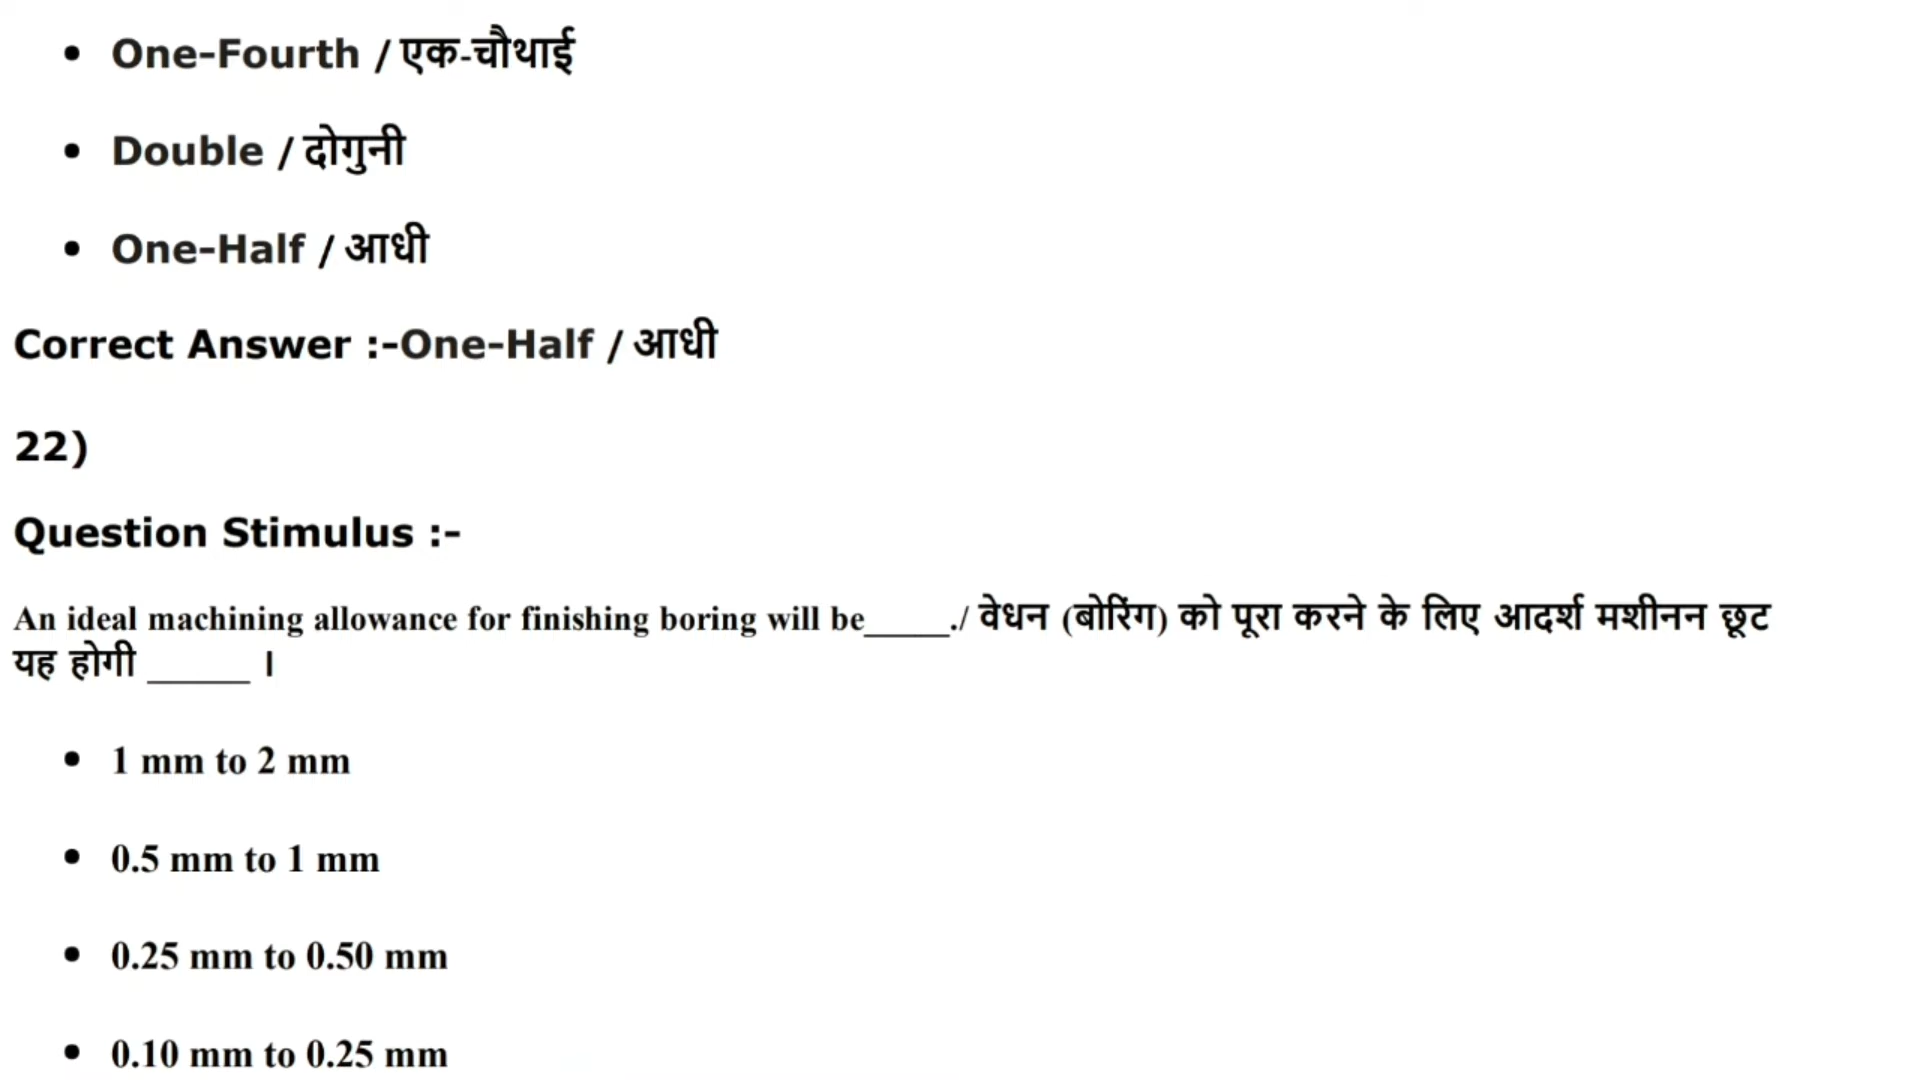 • One-Fourth / एक-चौथाई
• Double / दोगुनी
• One-Half / आधी
Correct Answer :-One-Half / आधी
22)
Question Stimulus :-
An ideal machining allowance for finishing boring will be_____./ वेधन (बोरिंग) को पूरा करने के लिए आदर्श मशीनन छूट
यह होगी ______ ।
• 1 mm to 2 mm
• 0.5 mm to 1 mm
• 0.25 mm to 0.50 mm
• 0.10 mm to 0.25 mm